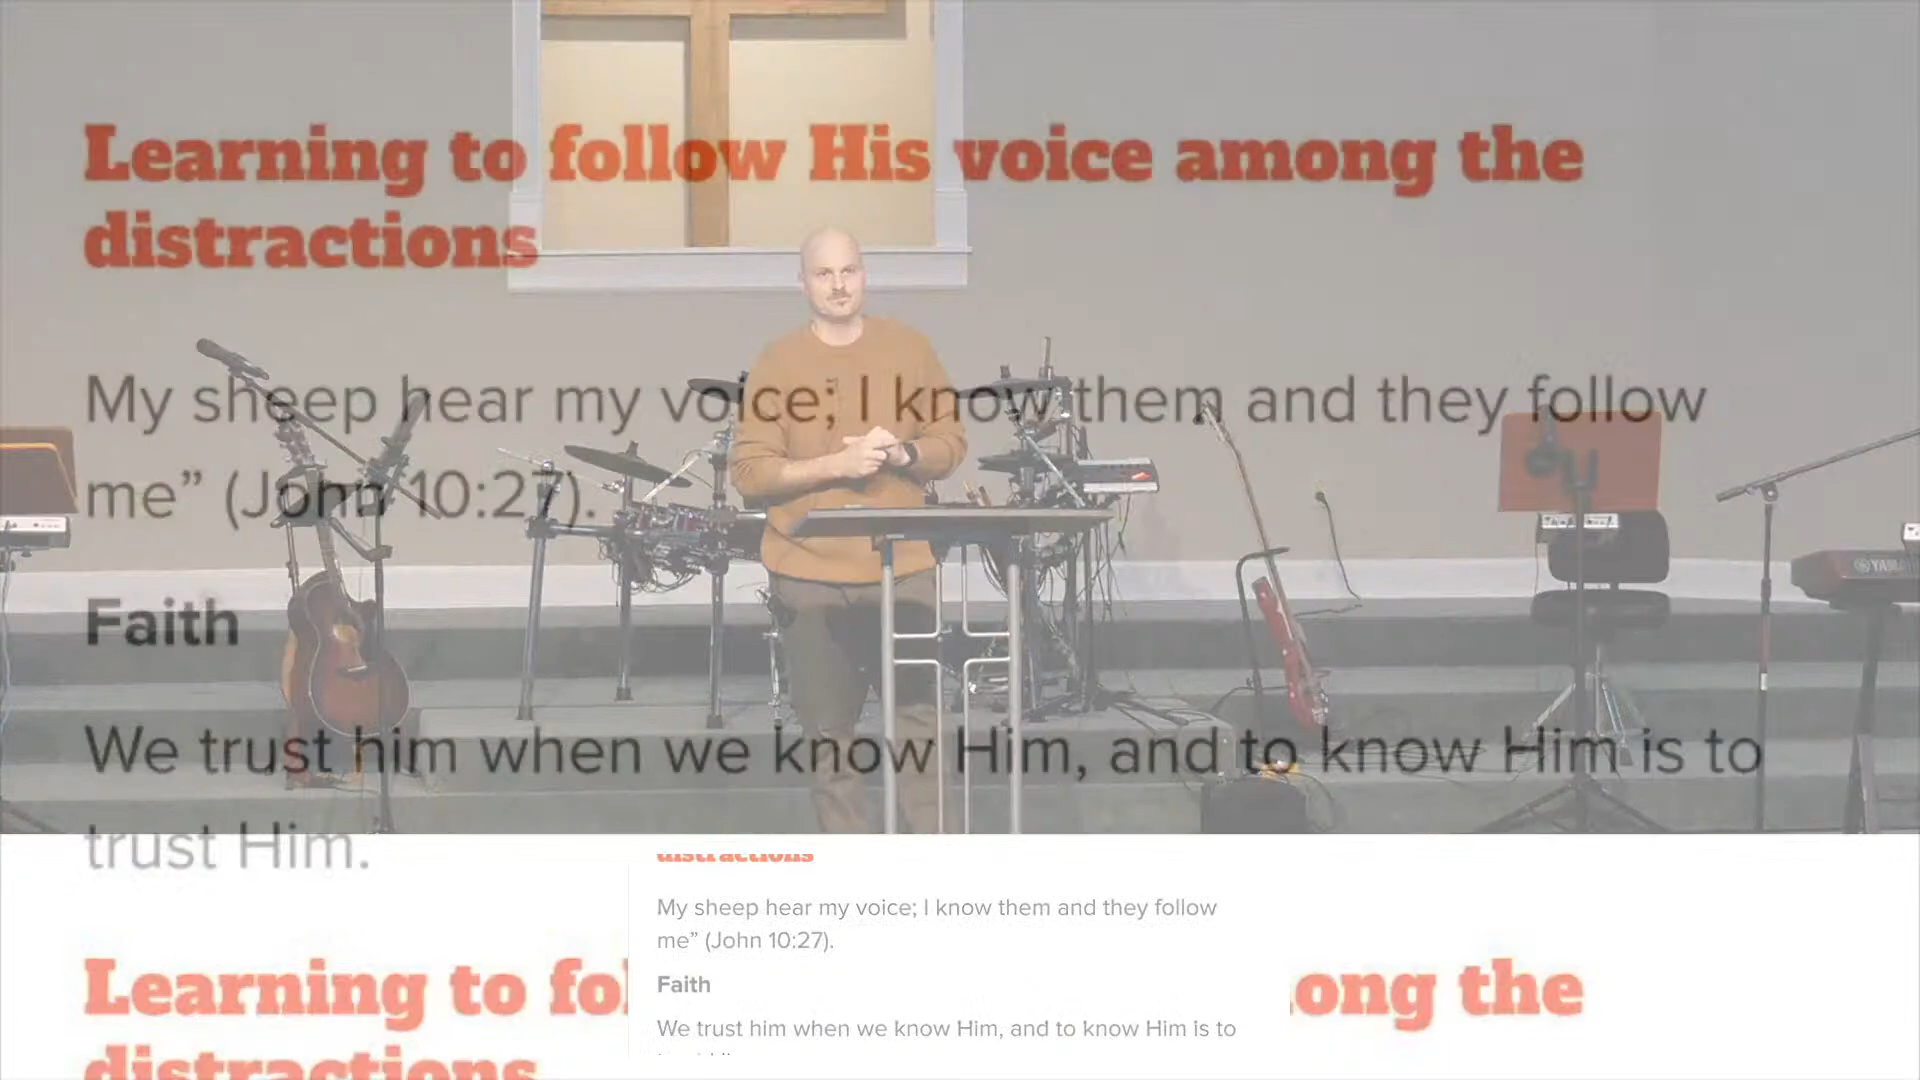 Learning to follow His voice among the
distractions
My sheep hear my voice; I know them and they follow
me” (John 10:27).
Faith
We trust him when we know Him, and to know Him is to
trust Him.
distractions
My sheep hear my voice; I know them and they follow
me” (John 10:27).
Faith
We trust him when we know Him, and to know Him is to
Learning to fol ong the
distractions